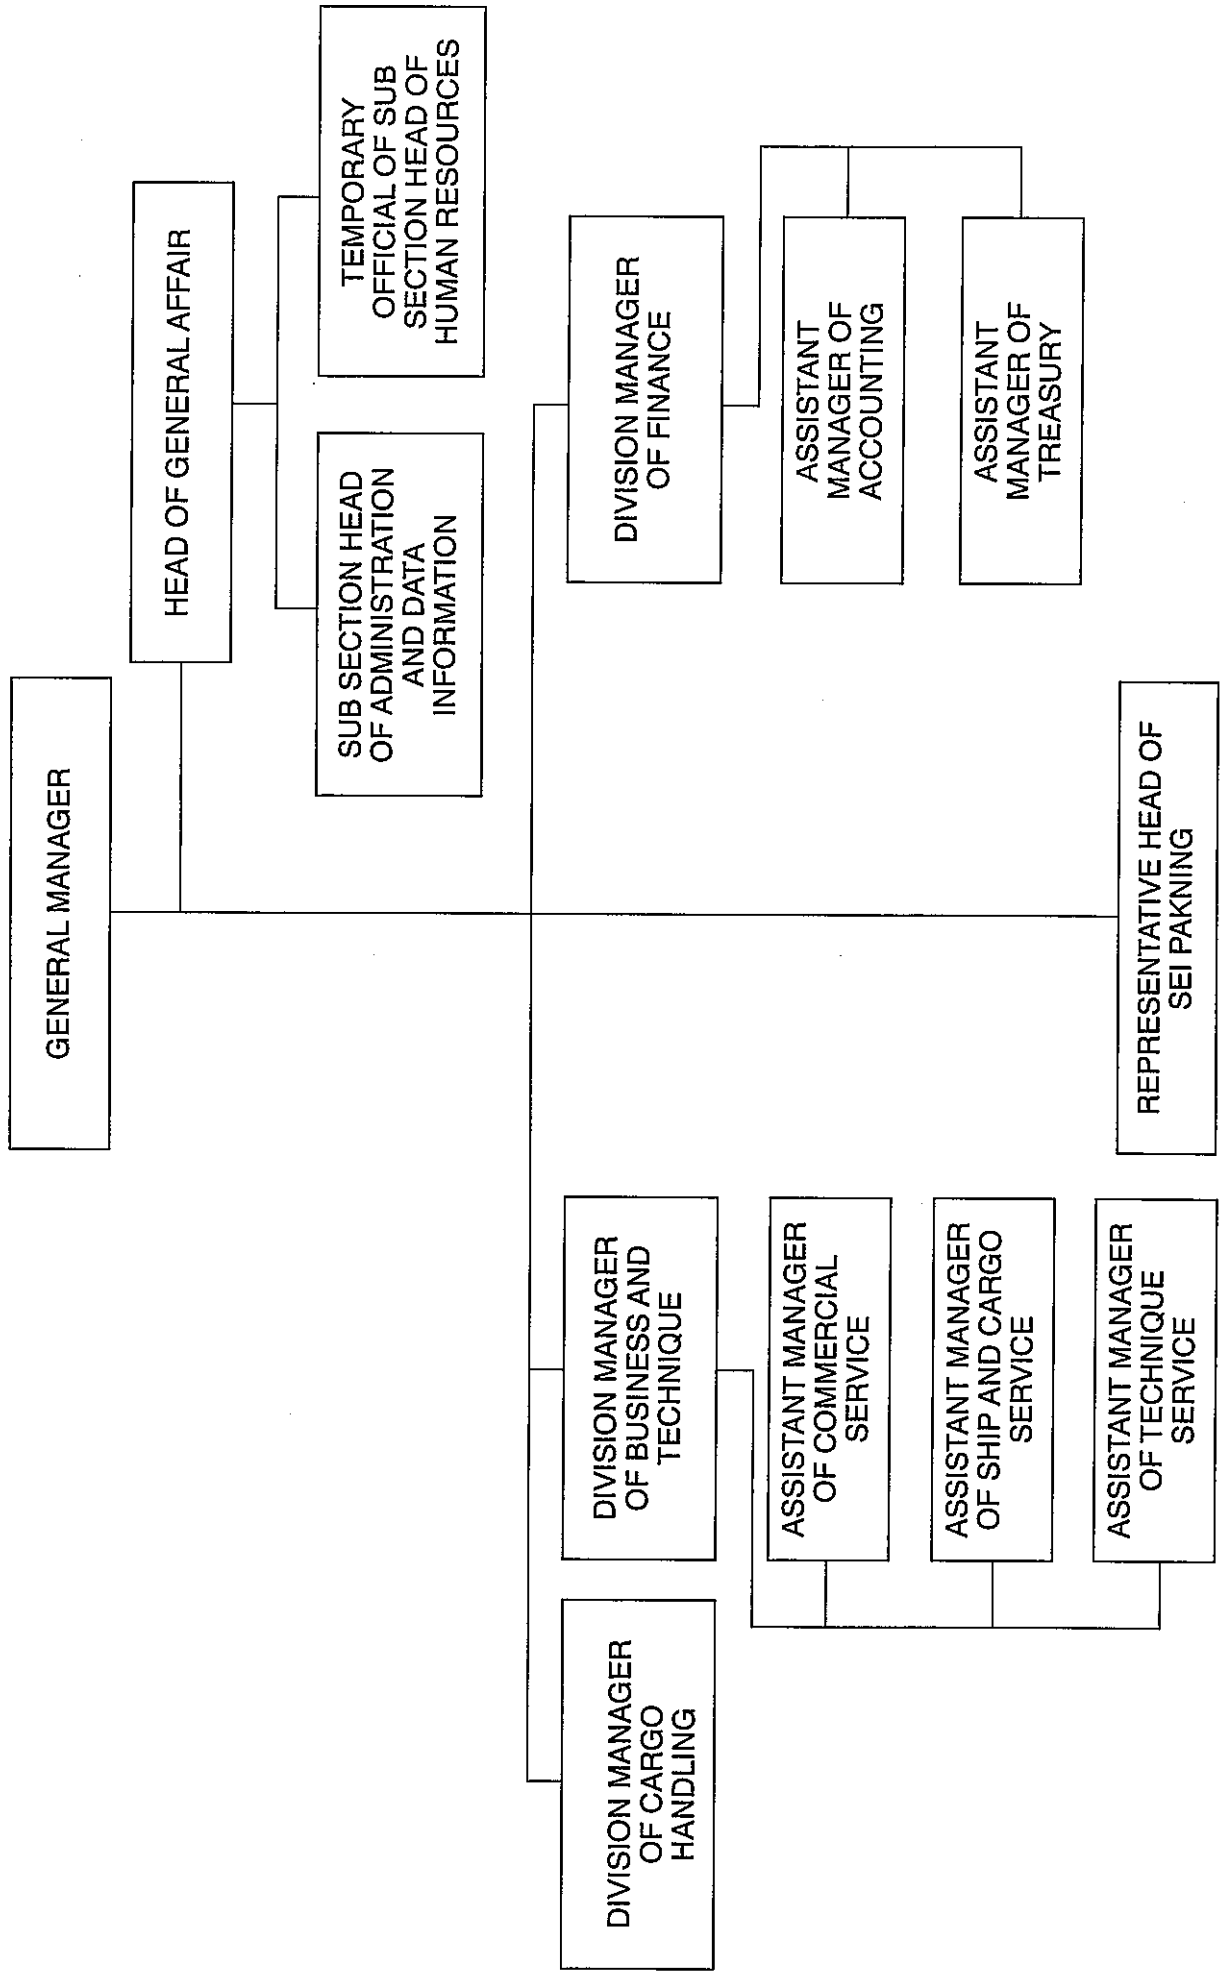 GENERAL MANAGER
HEAD OF GENERAL AFFAIR
SUB SECTION HEAD
OF ADMINISTRATION
AND DATA
INFORMATION
TEMPORARY
OFFICIAL OF SUB
SECTION HEAD OF
HUMAN RESOURCES
DIVISION MANAGER
OF CARGO
HANDLING
DIVISION MANAGER
OF BUSINESS AND
TECHNIQUE
DIVISION MANAGER
OF FINANCE
ASSISTANT MANAGER
OF COMMERCIAL
SERVICE
ASSISTANT MANAGER
OF SHIP AND CARGO
SERVICE
ASSISTANT MANAGER
OF TECHNIQUE
SERVICE
ASSISTANT
MANAGER OF
ACCOUNTING
ASSISTANT
MANAGER OF
TREASURY
REPRESENTATIVE HEAD OF
SEI PAKNING